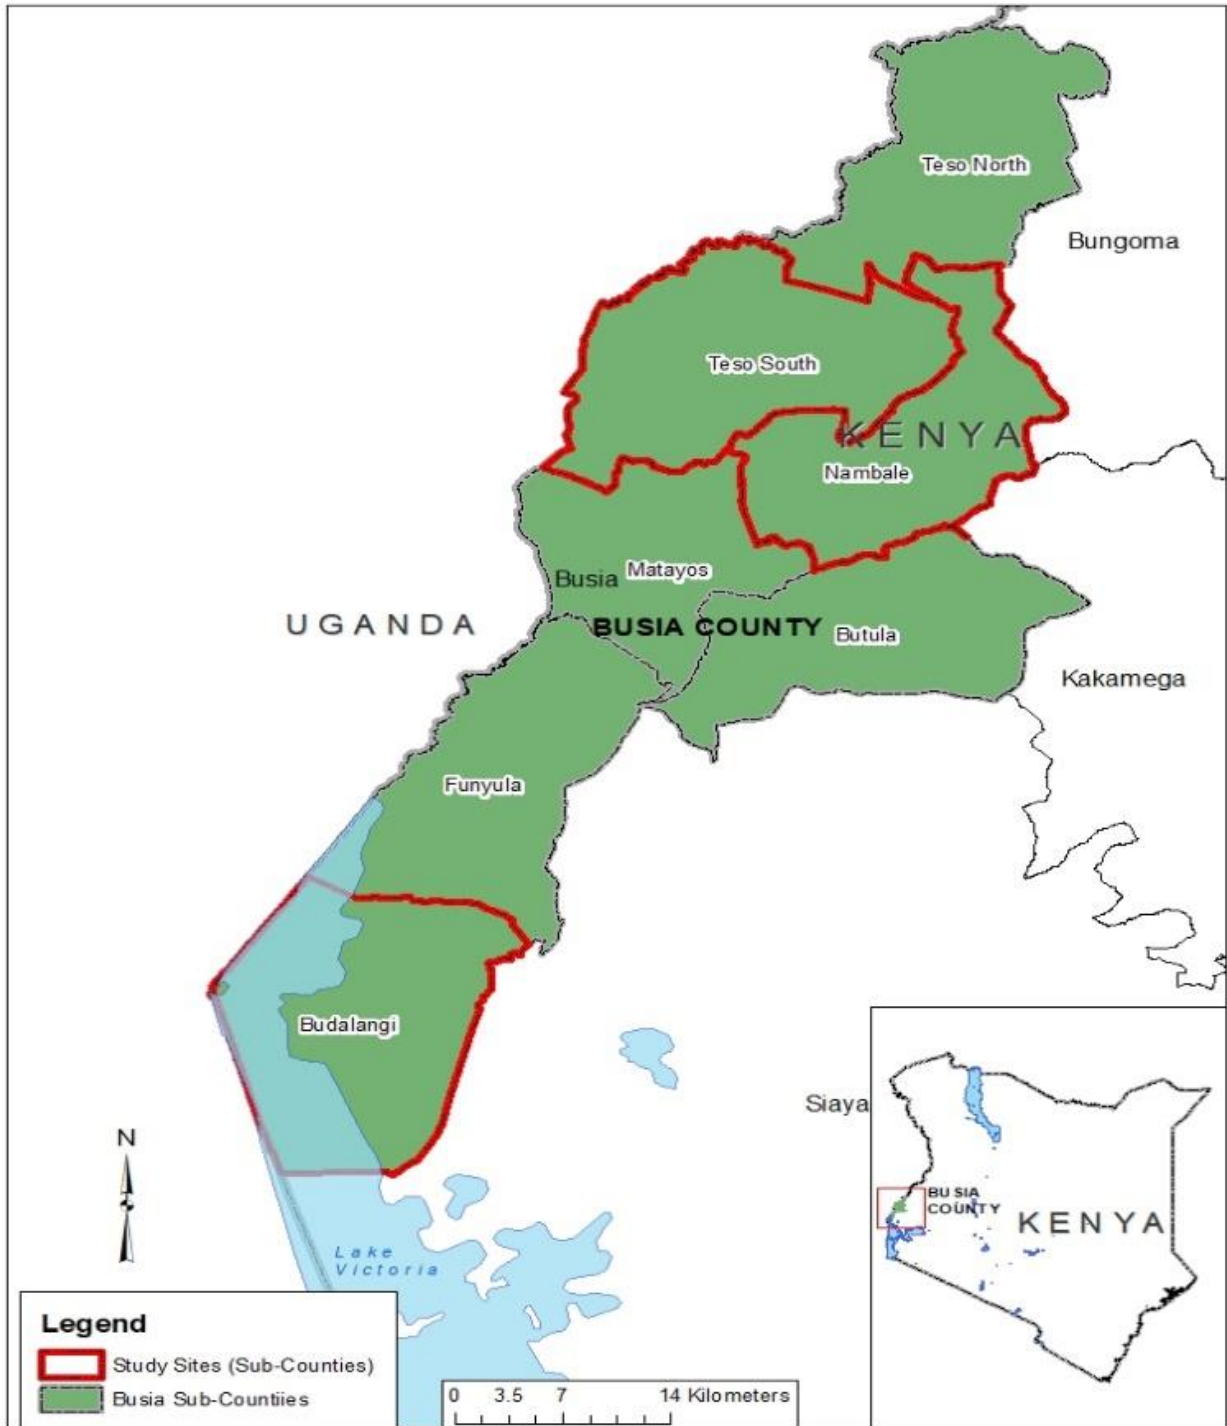 Teso North
Bungoma
Teso South
KENYA
Nambale
Busia
Matayos
UGANDA
BUSIA COUNTY
Butula
Kakamega
Funyula
Budalangi
Siaya
N
Lake
Victoria
BUSIA
COUNTY
KENYA
Legend
Study Sites (Sub-Counties)
Busia Sub-Countiies
0 3.5 7 14 Kilometers